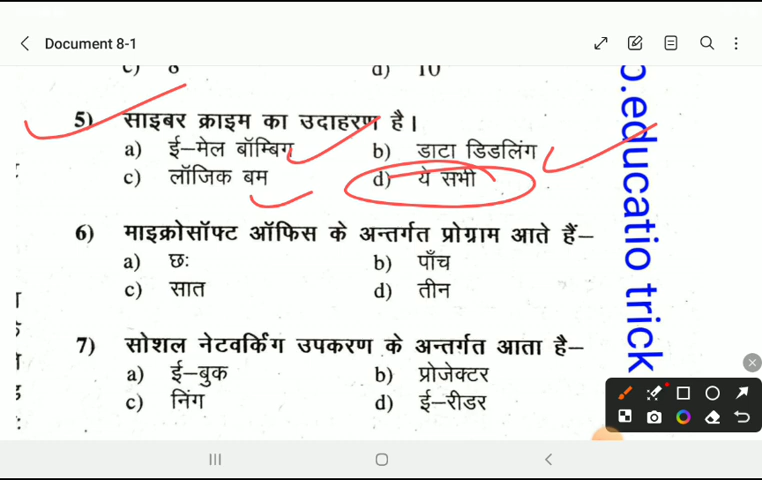 Document 8-1
5) साइबर क्राइम का उदाहरण है।
a) ई–मेल बॉम्बिग
b) डाटा डिडलिंग
c) लॉजिक बम
d) ये सभी
6) माइक्रोसॉफ्ट ऑफिस के अन्तर्गत प्रोग्राम आते हैं–
a) छः
b) पाँच
c) सात
d) तीन
7) सोशल नेटवर्किंग उपकरण के अन्तर्गत आता है–
a) ई–बुक
b) प्रोजेक्टर
c) निंग
d) ई–रीडर
.educatio trick